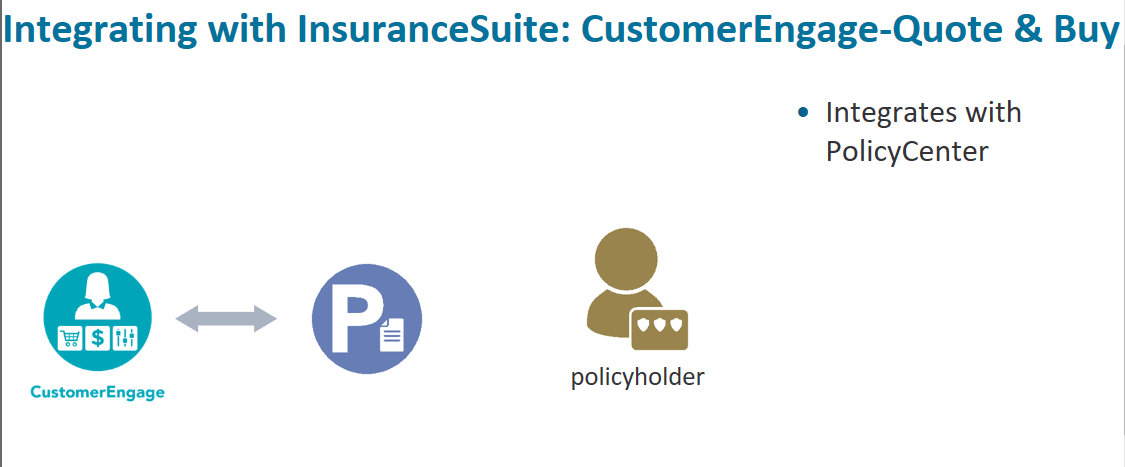 Integrating with InsuranceSuite: CustomerEngage-Quote & Buy
• Integrates with
PolicyCenter
$
P
CustomerEngage
policyholder